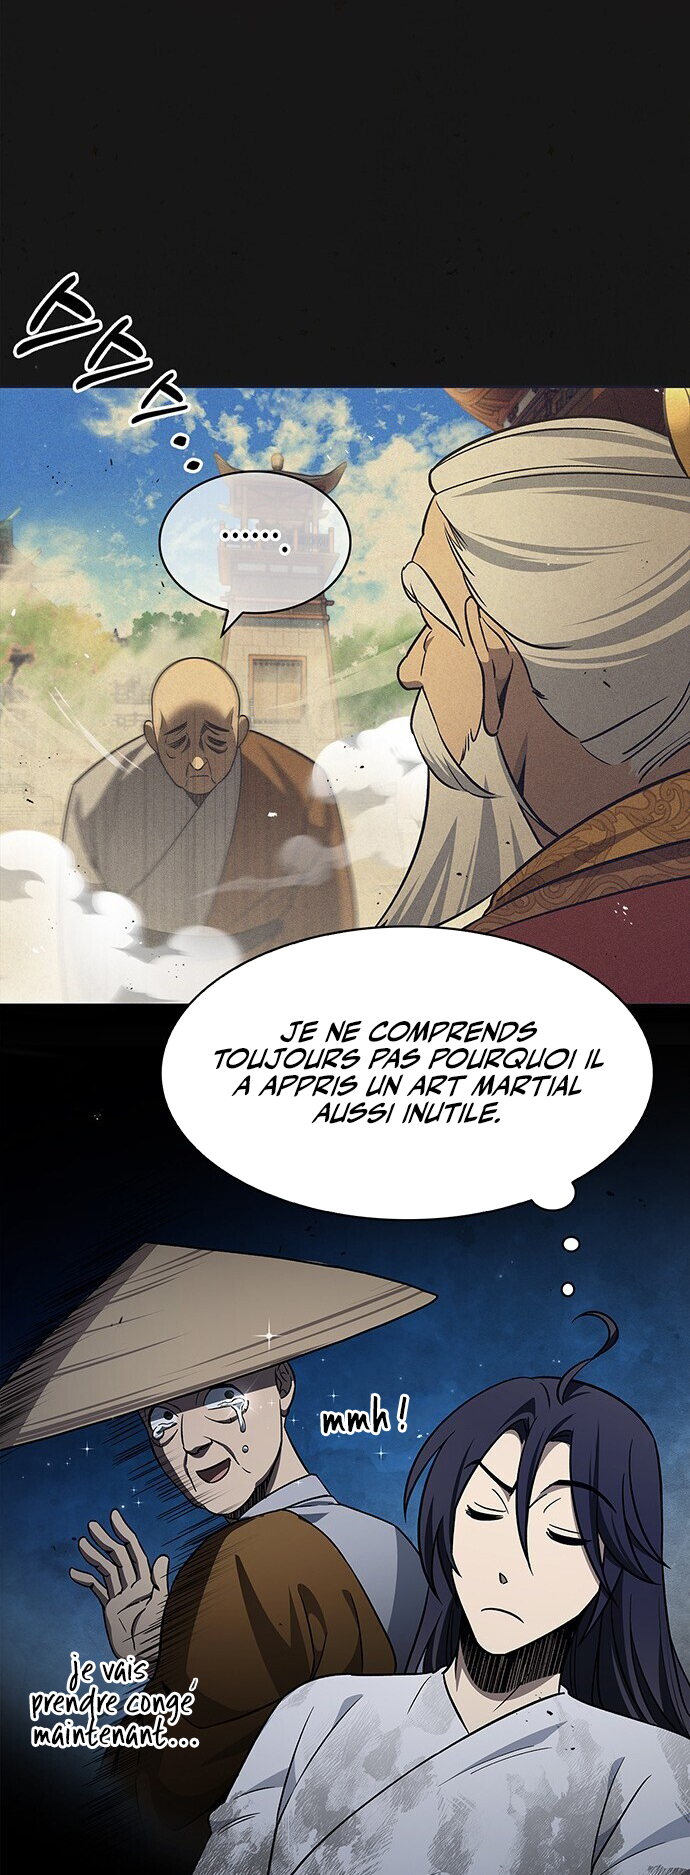 스스스...
.......
JE NE COMPRENDS
TOUJOURS PAS POURQUOI IL
A APPRIS UN ART MARTIAL
AUSSI INUTILE.
mmh !
je vais
prendre congé
maintenant...